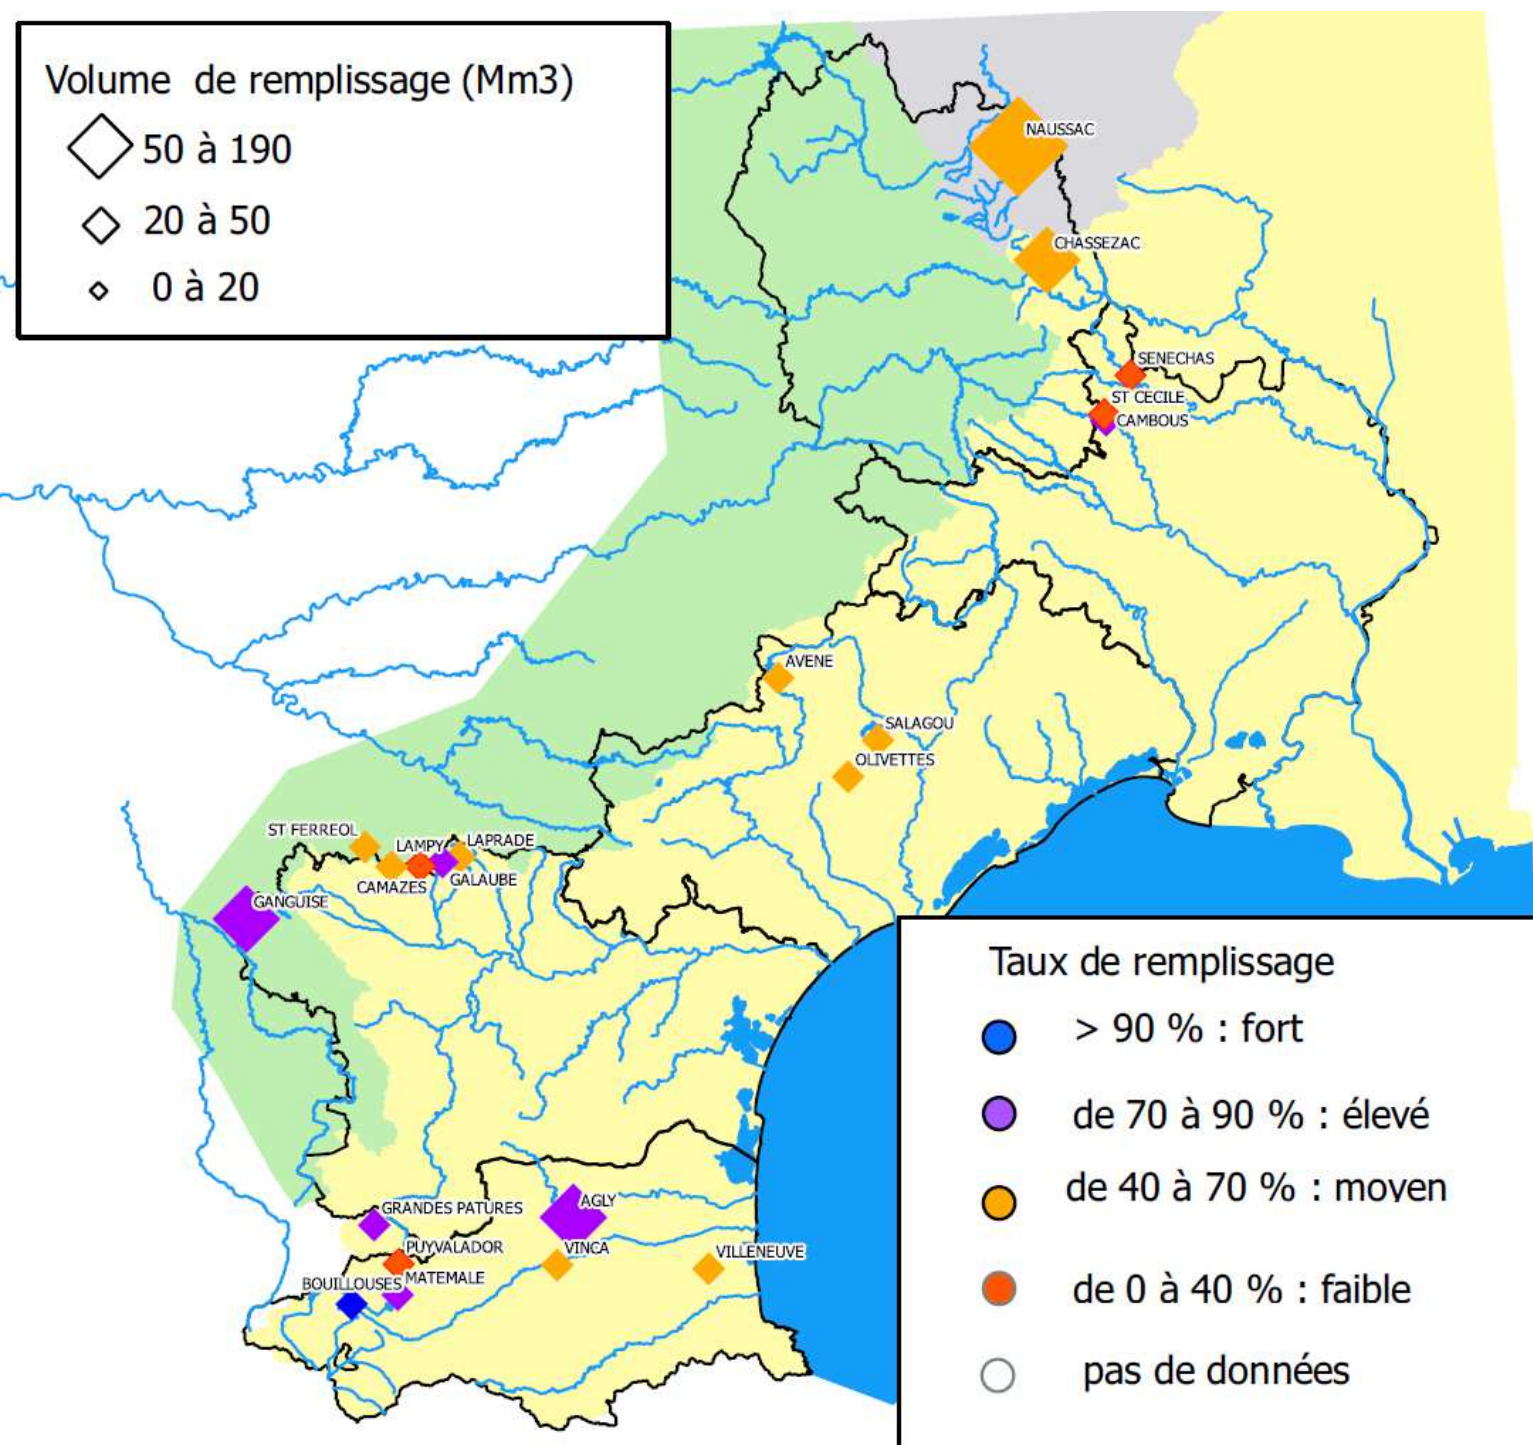 Volume de remplissage (Mm3)
50 à 190
20 à 50
0 à 20
NAUSSAC
CHASSEZAC
SENECHAS
ST CECILE
CAMBOUS
AVENE
SALAGOU
OLIVETTES
ST FERREOL
LAMPY
LAPRADE
CAMAZES
GALAUBE
GANGUISE
AGLY
GRANDES PATURES
PUYVALADOR
VINCA
VILLENEUVE
BOUILLOUSES
MATEMALE
Taux de remplissage
> 90 % : fort
de 70 à 90 % : élevé
de 40 à 70 % : moyen
de 0 à 40 % : faible
pas de données